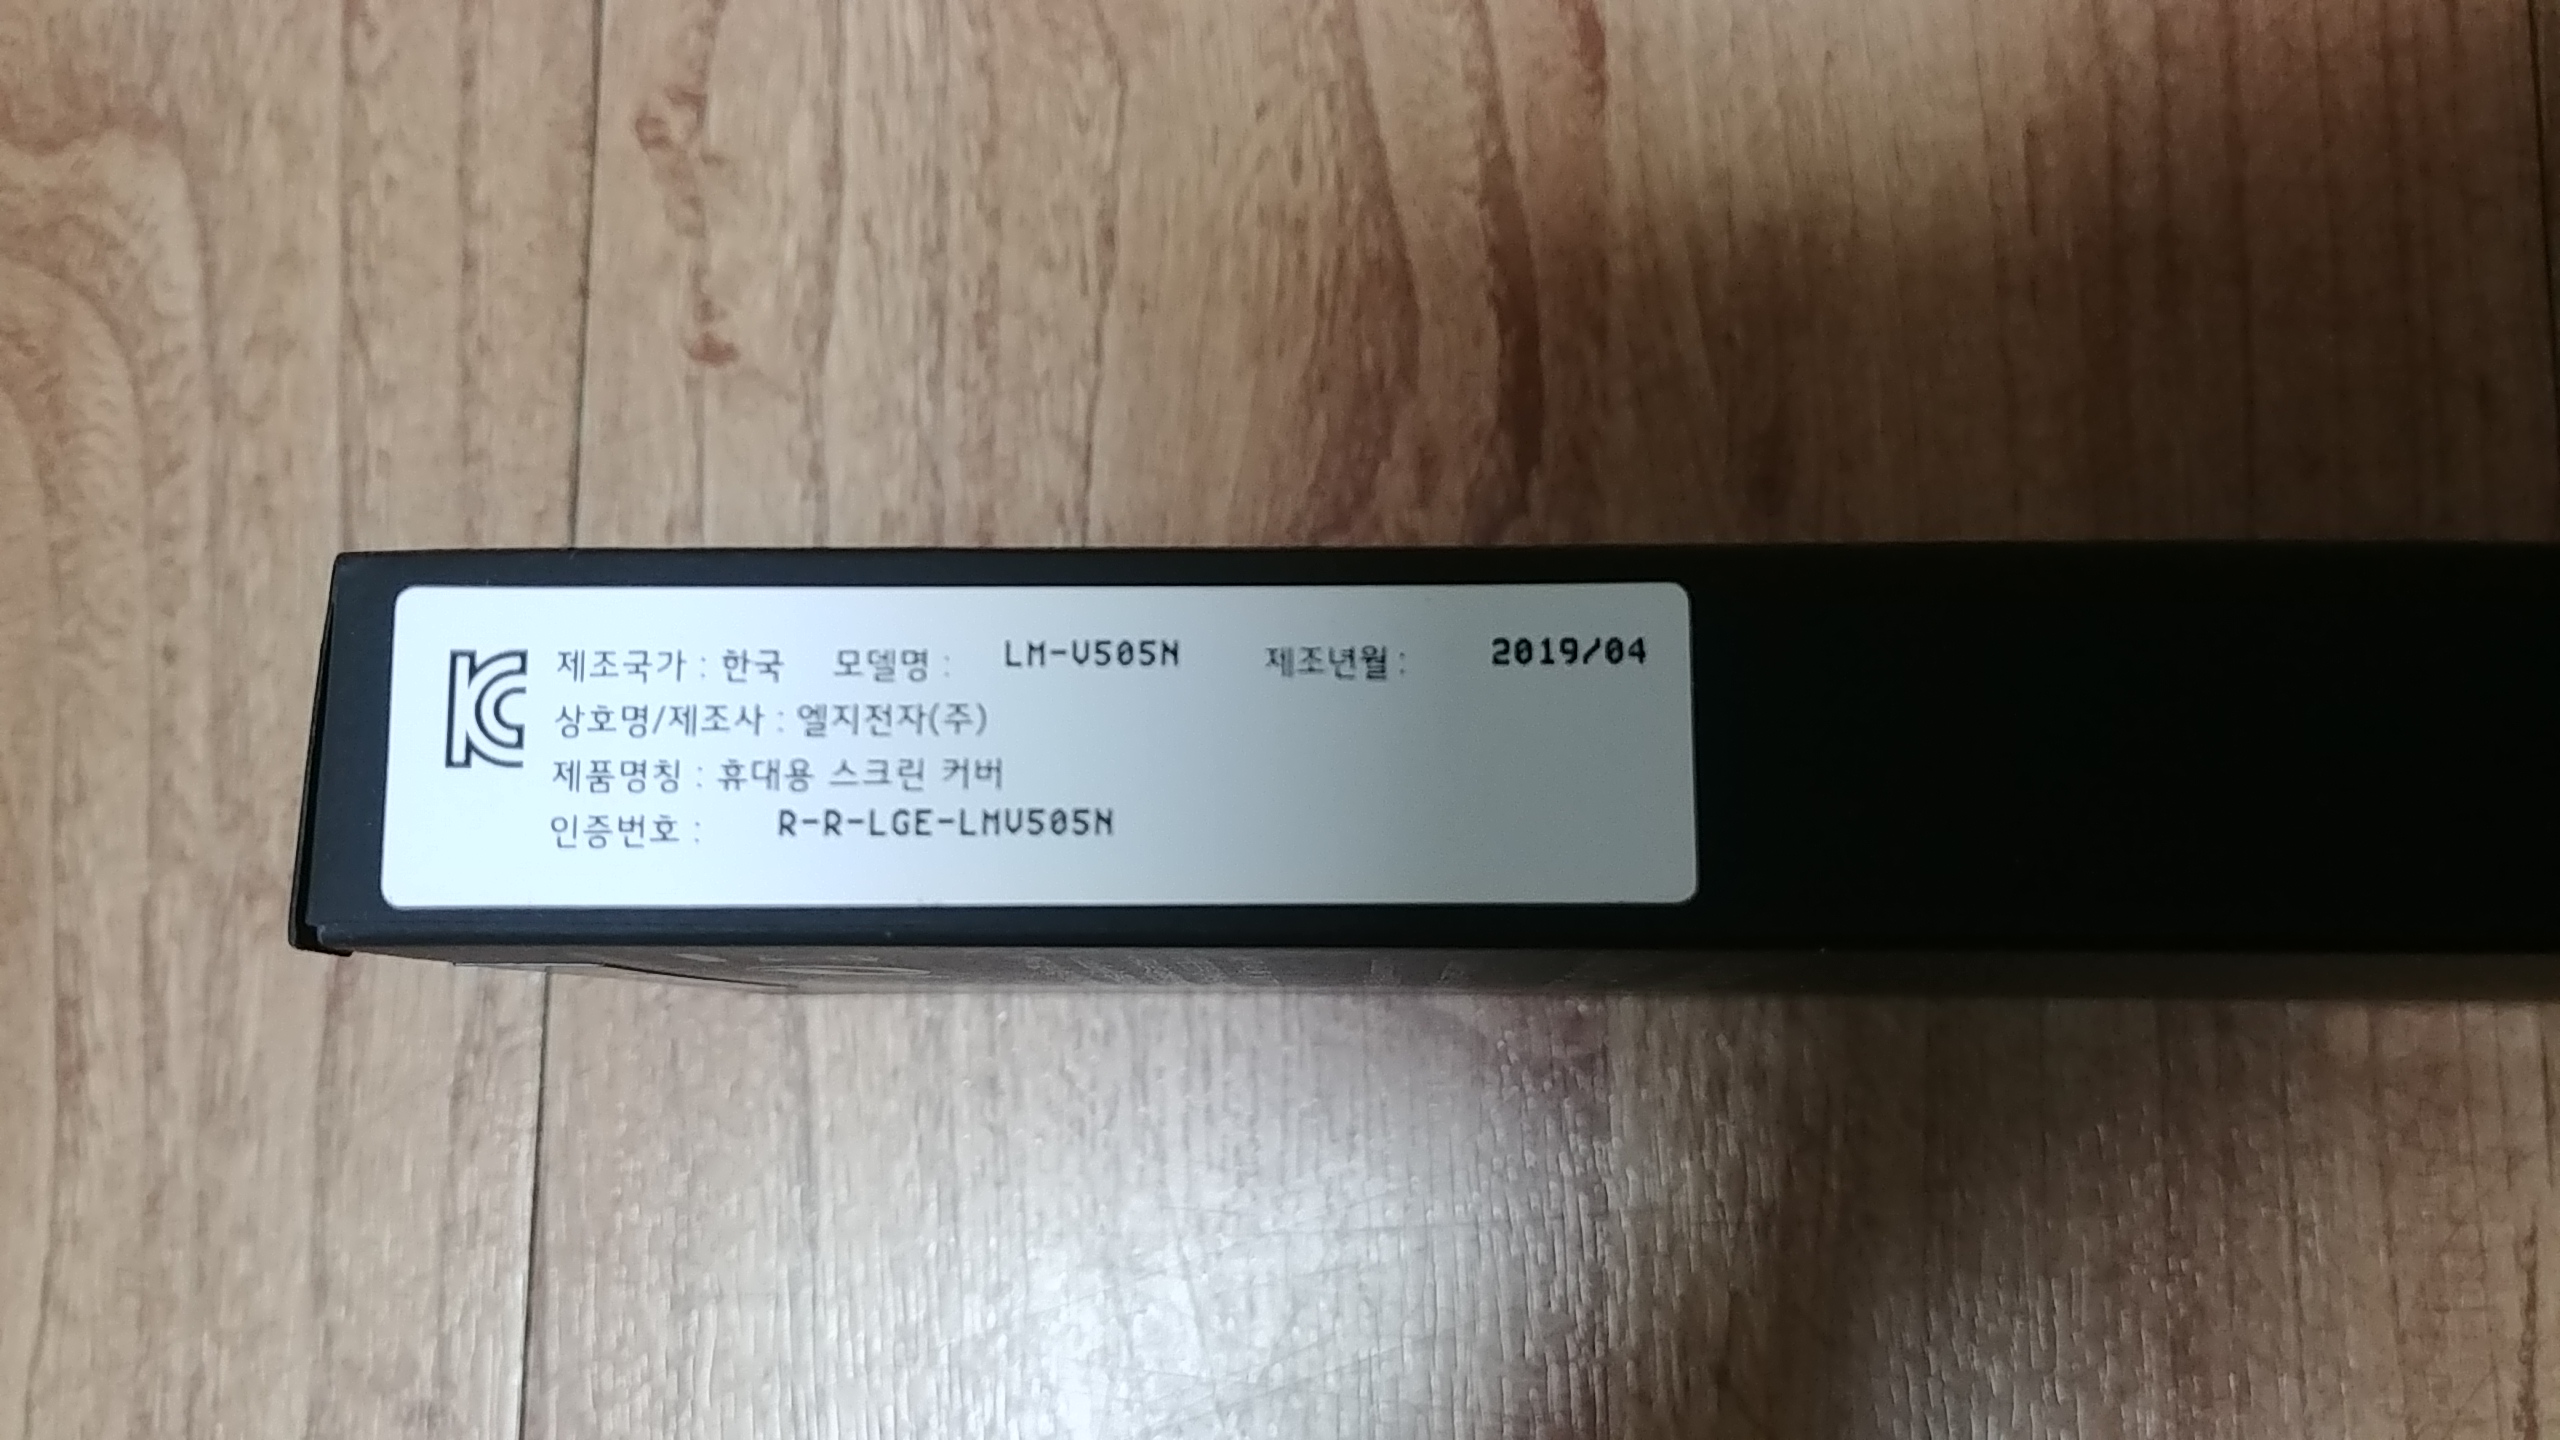 제조국가 : 한국 모델명 : LM-V505N 제조년월 : 2019/04
상호명/제조사 : 엘지전자(주)
제품명칭 : 휴대용 스크린 커버
인증번호 : R-R-LGE-LMV505N